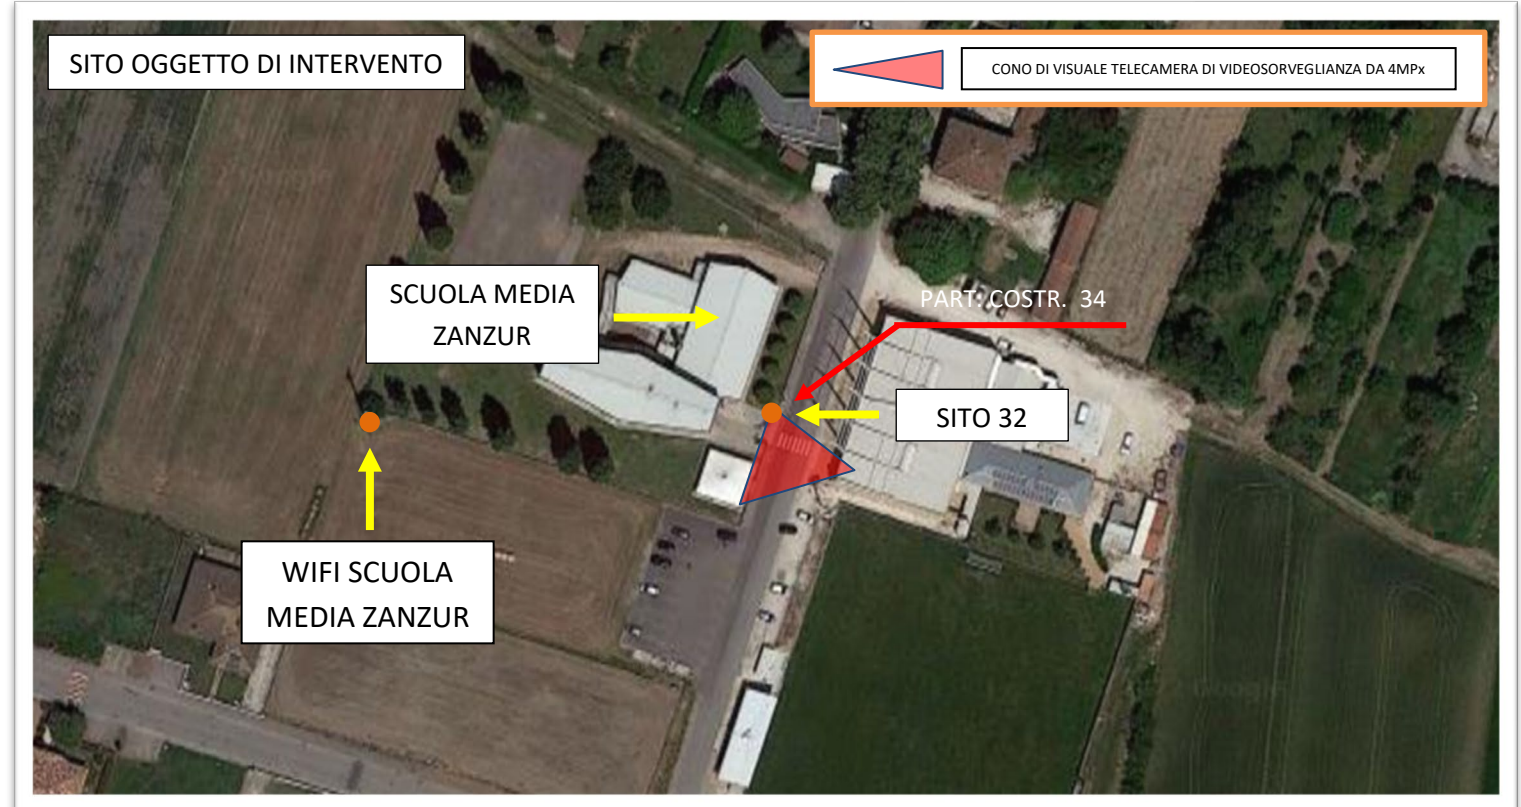 SITO OGGETTO DI INTERVENTO
CONO DI VISUALE TELECAMERA DI VIDEOSORVEGLIANZA DA 4MPx
SCUOLA MEDIA
ZANZUR
PART. COSTR. 34
SITO 32
WIFI SCUOLA
MEDIA ZANZUR